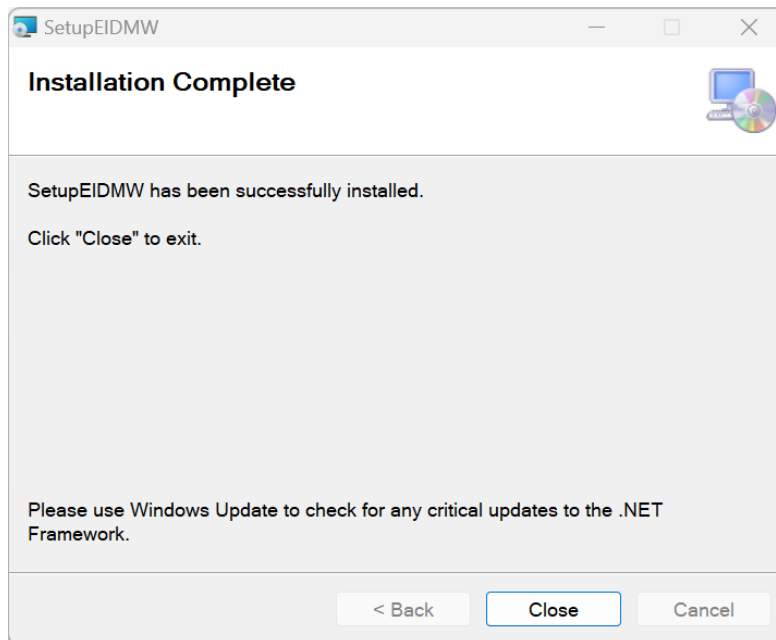 SetupEIDMW
Installation Complete
SetupEIDMW has been successfully installed.
Click "Close" to exit.
Please use Windows Update to check for any critical updates to the .NET
Framework.
< Back
Close
Cancel